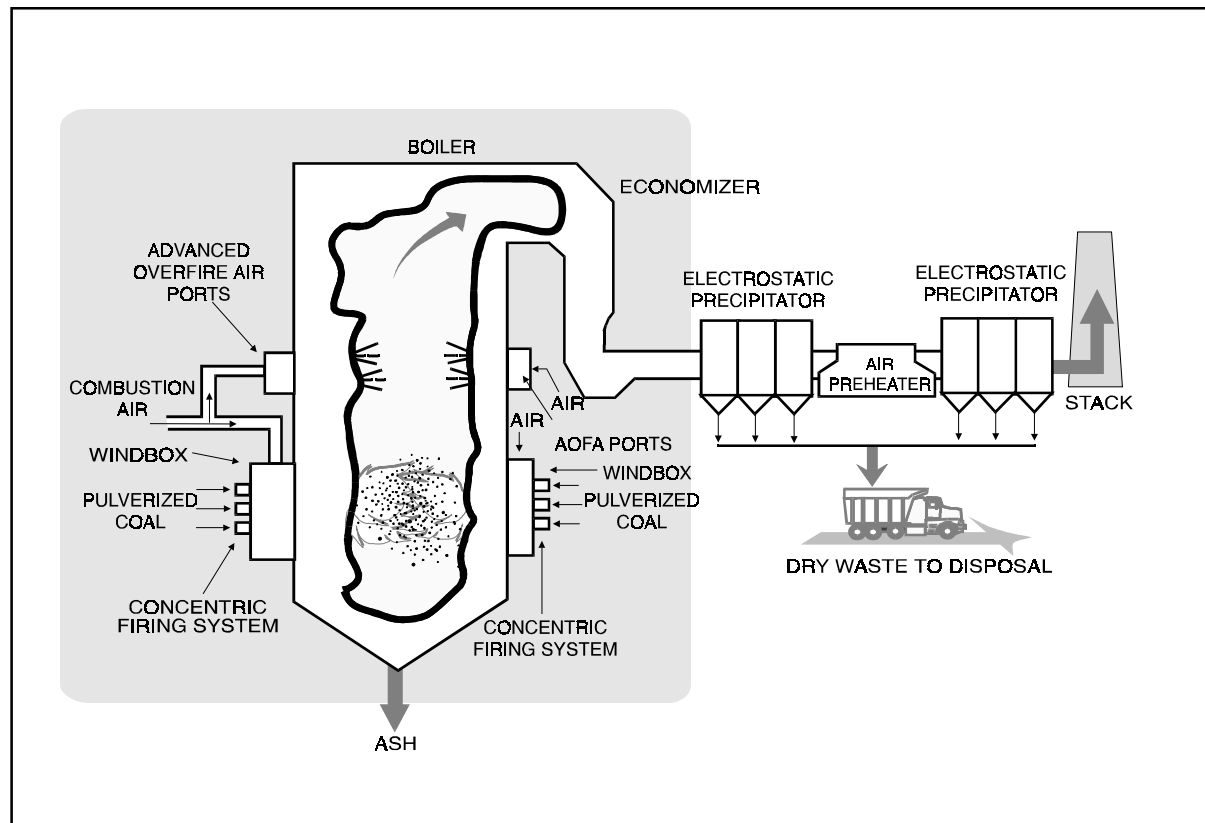 BOILER
ECONOMIZER
ADVANCED
OVERFIRE AIR
PORTS
ELECTROSTATIC
PRECIPITATOR
ELECTROSTATIC
PRECIPITATOR
COMBUSTION
AIR
AIR
PREHEATER
AIR
STACK
AIR
AOFA PORTS
WINDBOX
WINDBOX
PULVERIZED
COAL
PULVERIZED
COAL
DRY WASTE TO DISPOSAL
CONCENTRIC
FIRING SYSTEM
CONCENTRIC
FIRING SYSTEM
ASH